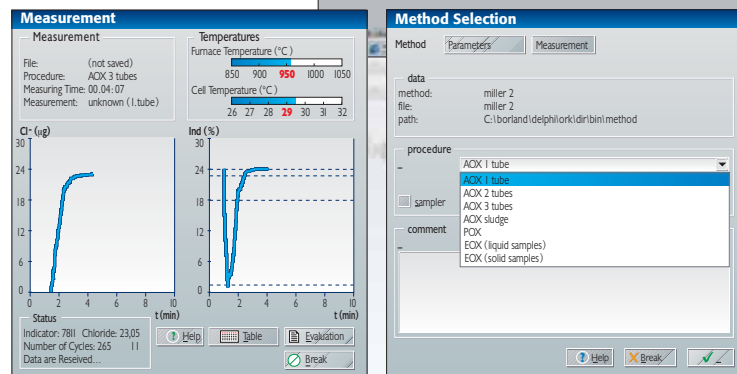 Measurement
Measurement
File: (not saved)
Procedure: AOX 3 tubes
Measuring Time: 00.04:07
Measurement: unknown (1.tube)
Temperatures
Furnace Temperature (°C)
850 900 950 1000 1050
Cell Temperature (°C)
26 27 28 29 30 31 32
Cl- (µg)
30
24
18
12
6
0
0 2 4 6 8 10
t (min)
Ind (%)
30
24
18
12
6
0
0 2 4 6 8 10
t (min)
Status
Indicator: 7811 Chloride: 23,05
Number of Cycles: 265 11
Data are Reseived...
Help
Table
Evaluation
Break
Method Selection
Method Parameters Measurement
data
method: miller 2
file: miller 2
path: C:\borland\delphi\ork\dir\bin\method
procedure
_ AOX 1 tube
AOX 1 tube
AOX 2 tubes
AOX 3 tubes
AOX sludge
POX
EOX (liquid samples)
EOX (solid samples)
sampler
comment
_
Help
Break
_